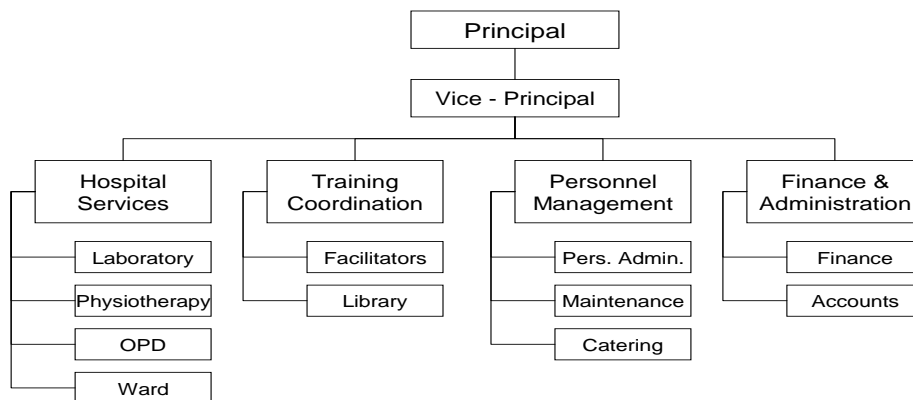 Principal
Vice - Principal
Hospital
Services
Training
Coordination
Personnel
Management
Finance &
Administration
Laboratory
Facilitators
Pers. Admin.
Finance
Physiotherapy
Library
Maintenance
Accounts
OPD
Catering
Ward